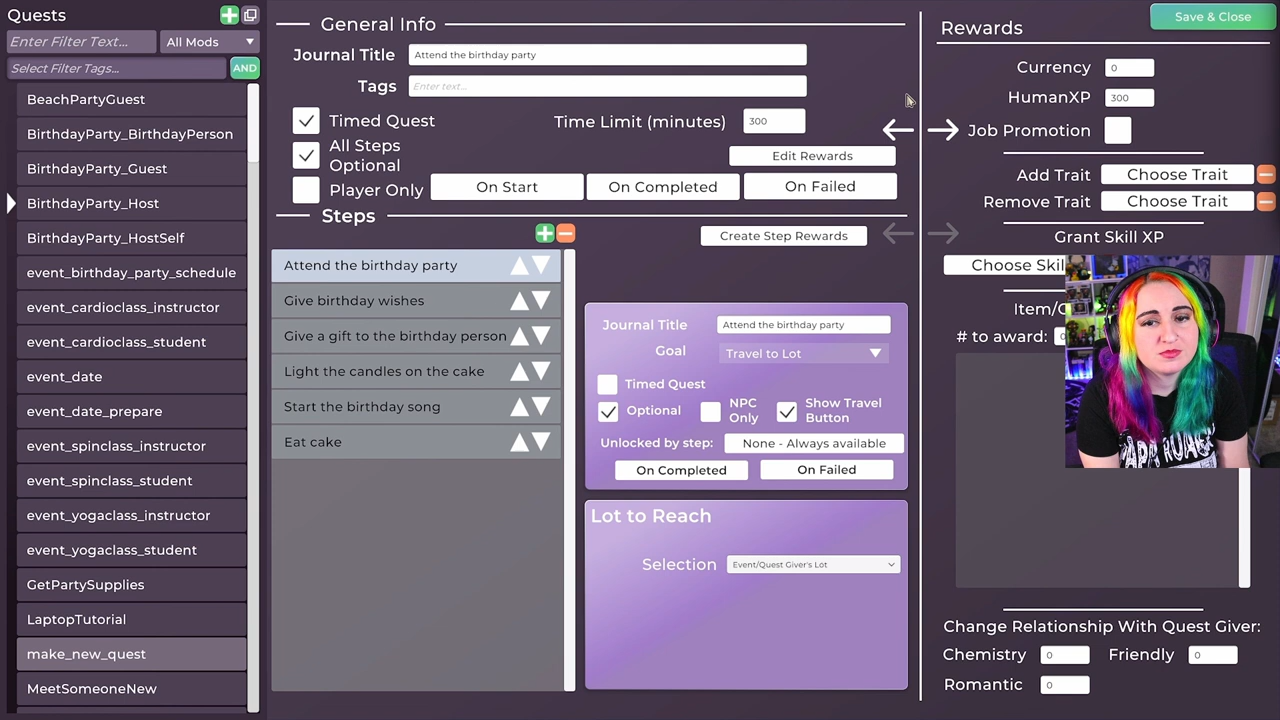 Quests
Enter Filter Text...
All Mods
Select Filter Tags...
AND
BeachPartyGuest
BirthdayParty_BirthdayPerson
BirthdayParty_Guest
BirthdayParty_Host
BirthdayParty_HostSelf
event_birthday_party_schedule
event_cardioclass_instructor
event_cardioclass_student
event_date
event_date_prepare
event_spinclass_instructor
event_spinclass_student
event_yogaclass_instructor
event_yogaclass_student
GetPartySupplies
LaptopTutorial
make_new_quest
MeetSomeoneNew
General Info
Journal Title
Attend the birthday party
Tags
Enter text...
Timed Quest
Time Limit (minutes)
300
All Steps
Optional
Edit Rewards
Player Only
On Start
On Completed
On Failed
Steps
Create Step Rewards
Attend the birthday party
Give birthday wishes
Give a gift to the birthday person
Light the candles on the cake
Start the birthday song
Eat cake
Journal Title
Attend the birthday party
Goal
Travel to Lot
Timed Quest
Optional
NPC
Only
Show Travel
Button
Unlocked by step:
None - Always available
On Completed
On Failed
Lot to Reach
Selection
Event/Quest Giver's Lot
Save & Close
Rewards
Currency
0
HumanXP
300
Job Promotion
Add Trait
Choose Trait
Remove Trait
Choose Trait
Grant Skill XP
Choose Skil
Item/
# to award:
Change Relationship With Quest Giver:
Chemistry
0
Friendly
0
Romantic
0